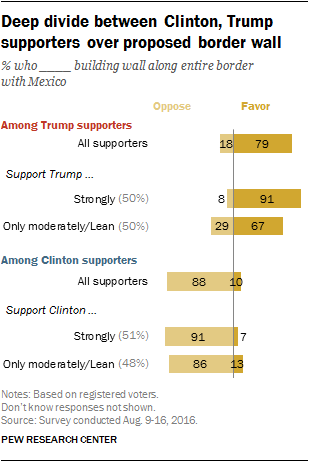 Deep divide between Clinton, Trump
supporters over proposed border wall
% who ____ building wall along entire border
with Mexico
Oppose Favor
Among Trump supporters
All supporters 18 79
Support Trump ...
Strongly (50%) 8 91
Only moderately/Lean (50%) 29 67
Among Clinton supporters
All supporters 88 10
Support Clinton ...
Strongly (51%) 91 7
Only moderately/Lean (48%) 86 13
Notes: Based on registered voters.
Don't know responses not shown.
Source: Survey conducted Aug. 9-16, 2016.
PEW RESEARCH CENTER